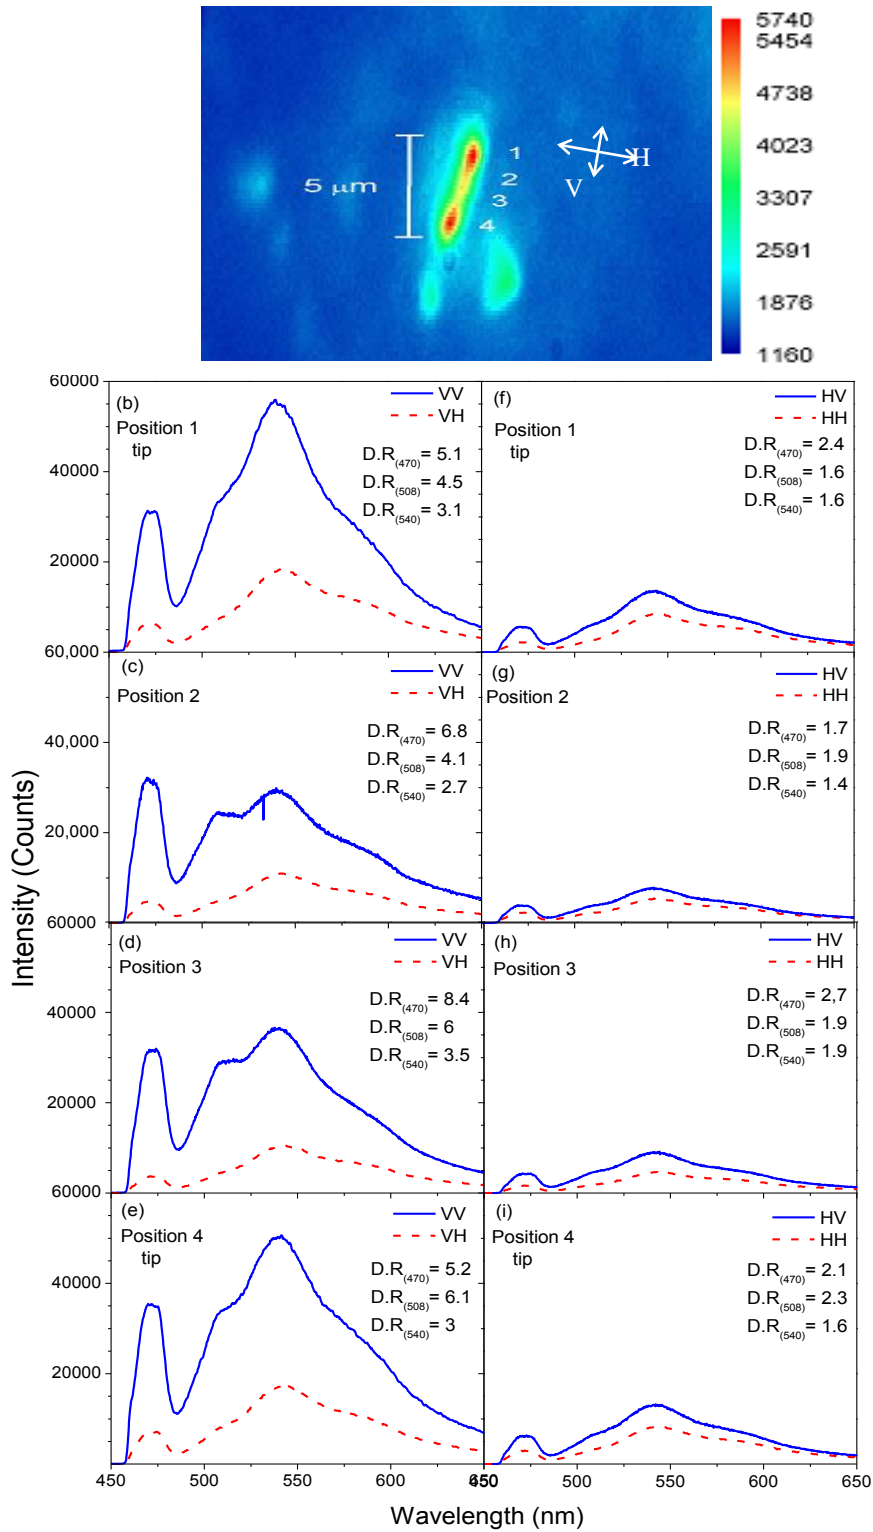 5740
5454
4738
4023
3307
2591
1876
1160
5 μm
1
2
3
4
H
V
Intensity (Counts)
60000
40000
20000
(b)
Position 1
tip
VV
VH
D.R(470)= 5.1
D.R(508)= 4.5
D.R(540)= 3.1
(f)
Position 1
tip
HV
HH
D.R(470)= 2.4
D.R(508)= 1.6
D.R(540)= 1.6
60,000
40,000
20,000
(c)
Position 2
VV
VH
D.R(470)= 6.8
D.R(508)= 4.1
D.R(540)= 2.7
(g)
Position 2
HV
HH
D.R(470)= 1.7
D.R(508)= 1.9
D.R(540)= 1.4
60000
40000
20000
(d)
Position 3
VV
VH
D.R(470)= 8.4
D.R(508)= 6
D.R(540)= 3.5
(h)
Position 3
HV
HH
D.R(470)= 2,7
D.R(508)= 1.9
D.R(540)= 1.9
60000
40000
20000
(e)
Position 4
tip
VV
VH
D.R(470)= 5.2
D.R(508)= 6.1
D.R(540)= 3
(i)
Position 4
tip
HV
HH
D.R(470)= 2.1
D.R(508)= 2.3
D.R(540)= 1.6
450 500 550 600 650
450 500 550 600 650
Wavelength (nm)